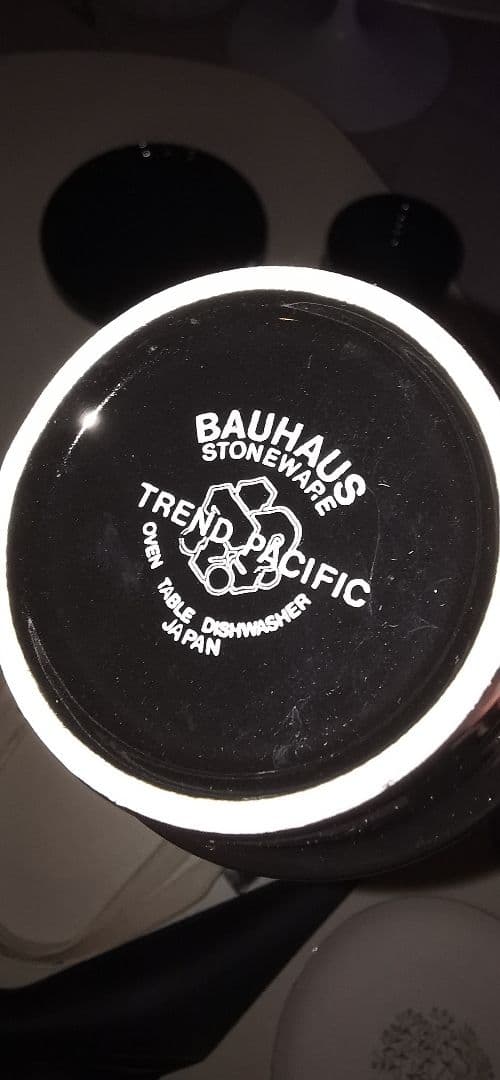 BAUHAUS
STONEWARE
TREND PACIFIC
OVEN TABLE DISHWASHER
JAPAN